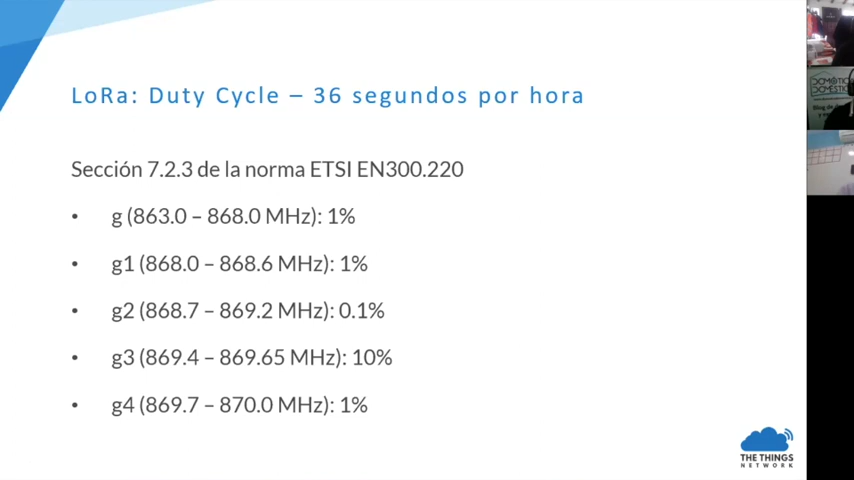 LoRa: Duty Cycle – 36 segundos por hora
Sección 7.2.3 de la norma ETSI EN300.220
• g (863.0 – 868.0 MHz): 1%
• g1 (868.0 – 868.6 MHz): 1%
• g2 (868.7 – 869.2 MHz): 0.1%
• g3 (869.4 – 869.65 MHz): 10%
• g4 (869.7 – 870.0 MHz): 1%
THE THINGS
NETWORK
Blog de